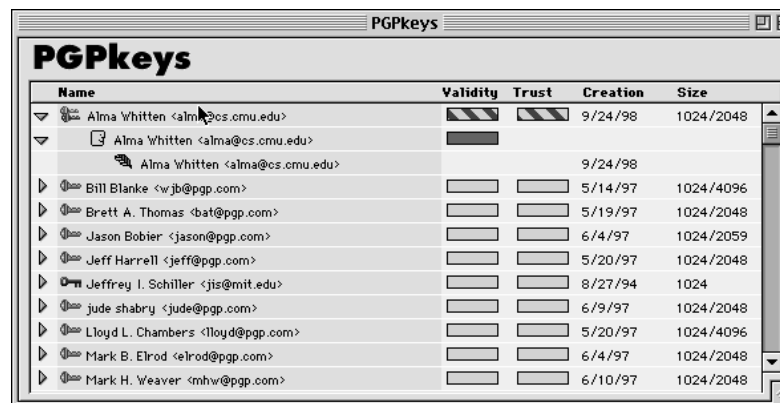 PGPkeys
PGPkeys
Name Validity Trust Creation Size
Alma Whitten <alma@cs.cmu.edu> 9/24/98 1024/2048
Alma Whitten <alma@cs.cmu.edu>
Alma Whitten <alma@cs.cmu.edu> 9/24/98
Bill Blanke <wjb@pgp.com> 5/14/97 1024/4096
Brett A. Thomas <bat@pgp.com> 5/19/97 1024/2048
Jason Bobier <jason@pgp.com> 6/4/97 1024/2059
Jeff Harrell <jeff@pgp.com> 5/20/97 1024/2048
Jeffrey I. Schiller <jis@mit.edu> 8/27/94 1024
jude shabry <jude@pgp.com> 6/9/97 1024/2048
Lloyd L. Chambers <lloyd@pgp.com> 5/20/97 1024/4096
Mark B. Elrod <elrod@pgp.com> 6/4/97 1024/2048
Mark H. Weaver <mhw@pgp.com> 6/10/97 1024/2048